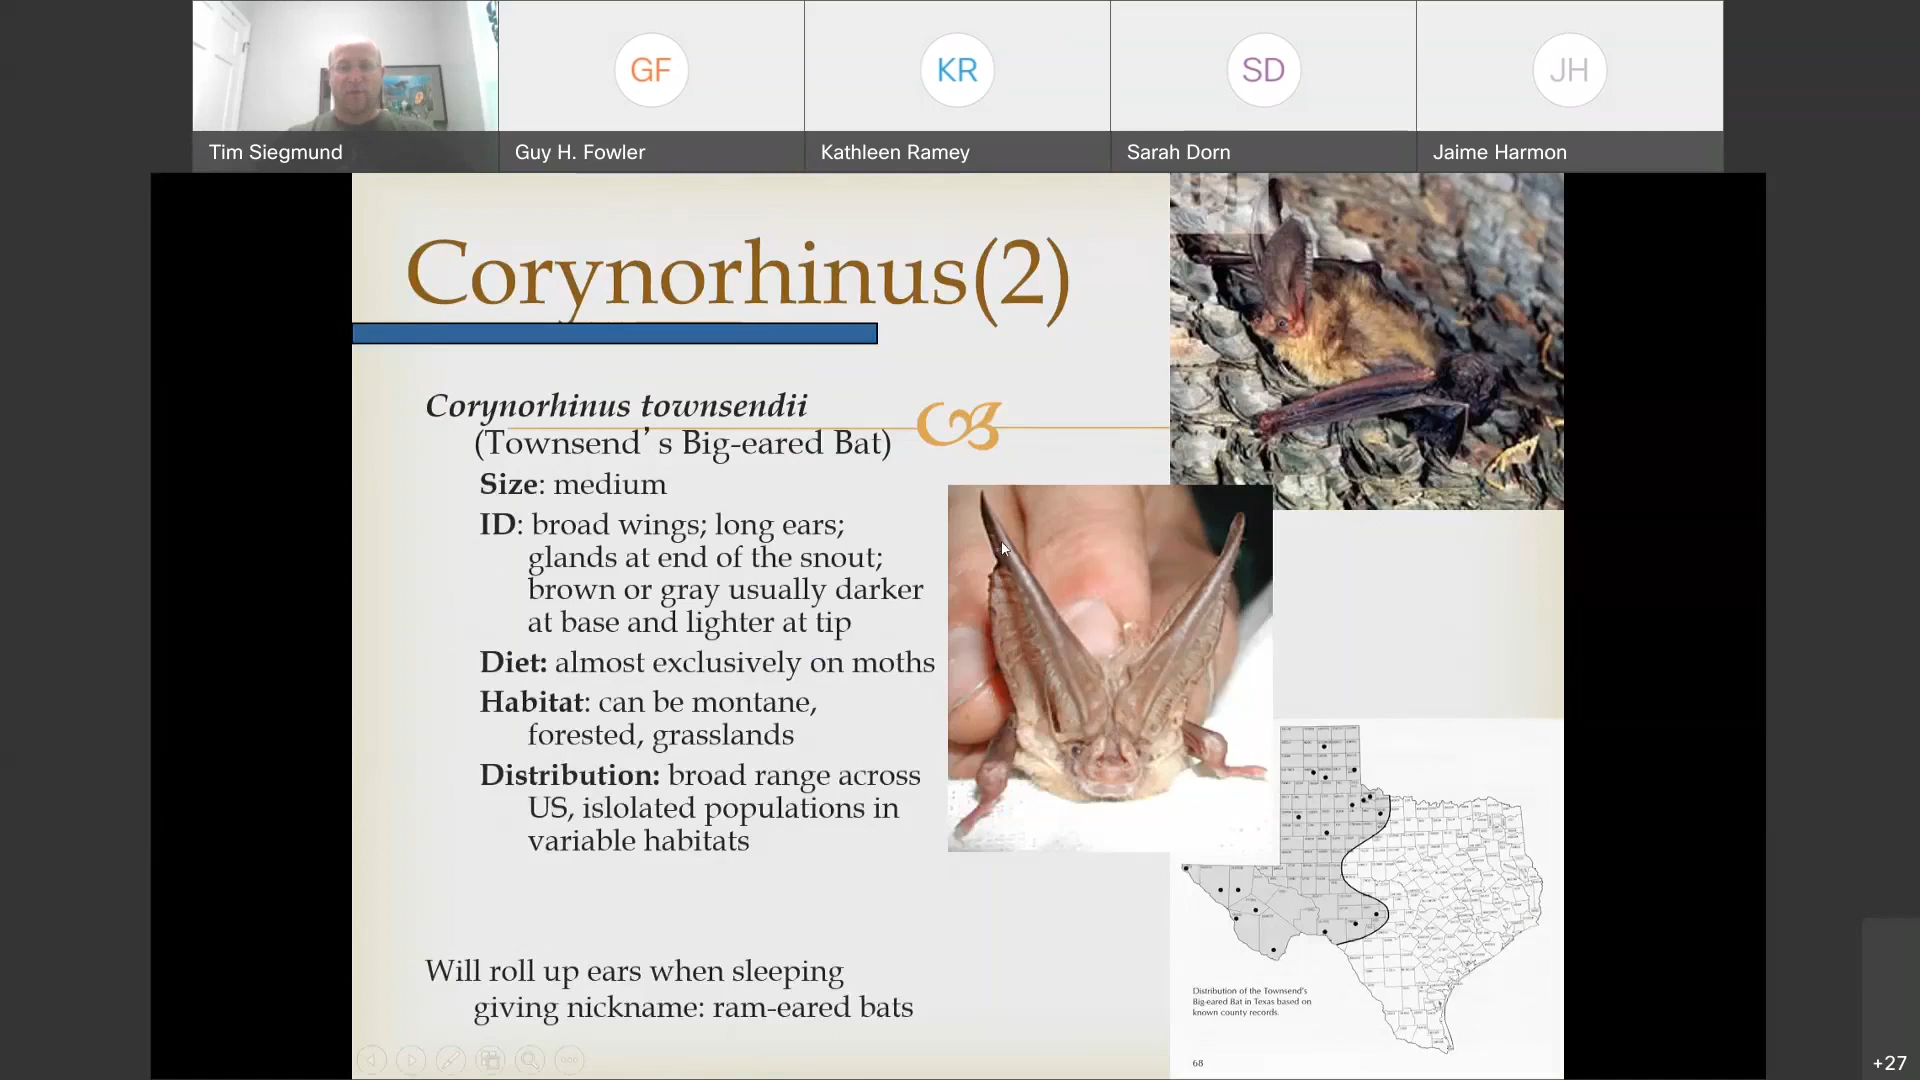 GF
KR
SD
JH
Tim Siegmund
Guy H. Fowler
Kathleen Ramey
Sarah Dorn
Jaime Harmon
Corynorhinus(2)
Corynorhinus townsendii
(Townsend’s Big-eared Bat)
Size: medium
ID: broad wings; long ears;
glands at end of the snout;
brown or gray usually darker
at base and lighter at tip
Diet: almost exclusively on moths
Habitat: can be montane,
forested, grasslands
Distribution: broad range across
US, islolated populations in
variable habitats
Will roll up ears when sleeping
giving nickname: ram-eared bats
Distribution of the Townsend's
Big-eared Bat in Texas based on
known county records.
68
+27